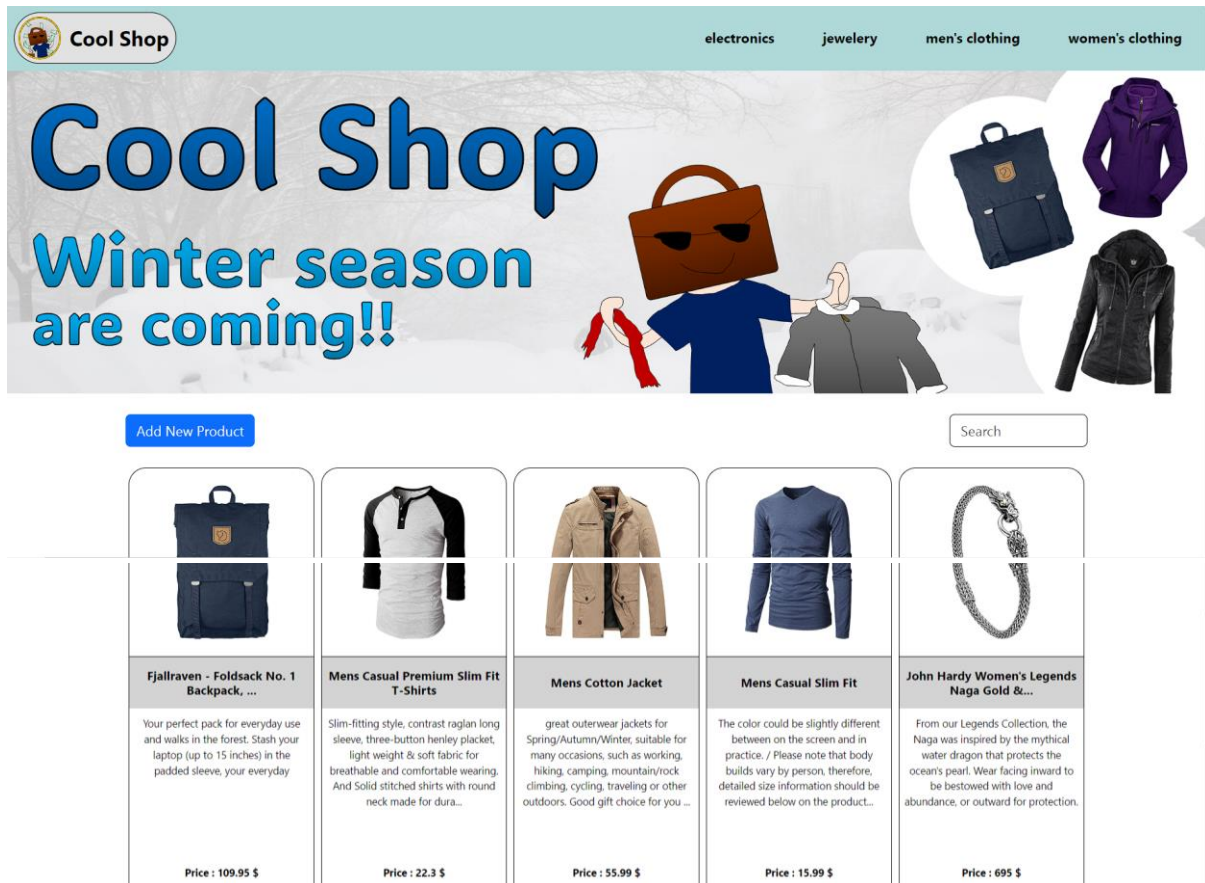 Cool Shop
electronics
jewelery
men's clothing
women's clothing
Cool Shop
Winter season
are coming!!
Add New Product
Search
Fjallraven - Foldsack No. 1
Backpack, ...
Your perfect pack for everyday use
and walks in the forest. Stash your
laptop (up to 15 inches) in the
padded sleeve, your everyday
Price : 109.95 $
Mens Casual Premium Slim Fit
T-Shirts
Slim-fitting style, contrast raglan long
sleeve, three-button henley placket,
light weight & soft fabric for
breathable and comfortable wearing.
And Solid stitched shirts with round
neck made for dura...
Price : 22.3 $
Mens Cotton Jacket
great outerwear jackets for
Spring/Autumn/Winter, suitable for
many occasions, such as working,
hiking, camping, mountain/rock
climbing, cycling, traveling or other
outdoors. Good gift choice for you ...
Price : 55.99 $
Mens Casual Slim Fit
The color could be slightly different
between on the screen and in
practice. / Please note that body
builds vary by person, therefore,
detailed size information should be
reviewed below on the product...
Price : 15.99 $
John Hardy Women's Legends
Naga Gold &...
From our Legends Collection, the
Naga was inspired by the mythical
water dragon that protects the
ocean's pearl. Wear facing inward to
be bestowed with love and
abundance, or outward for protection.
Price : 695 $